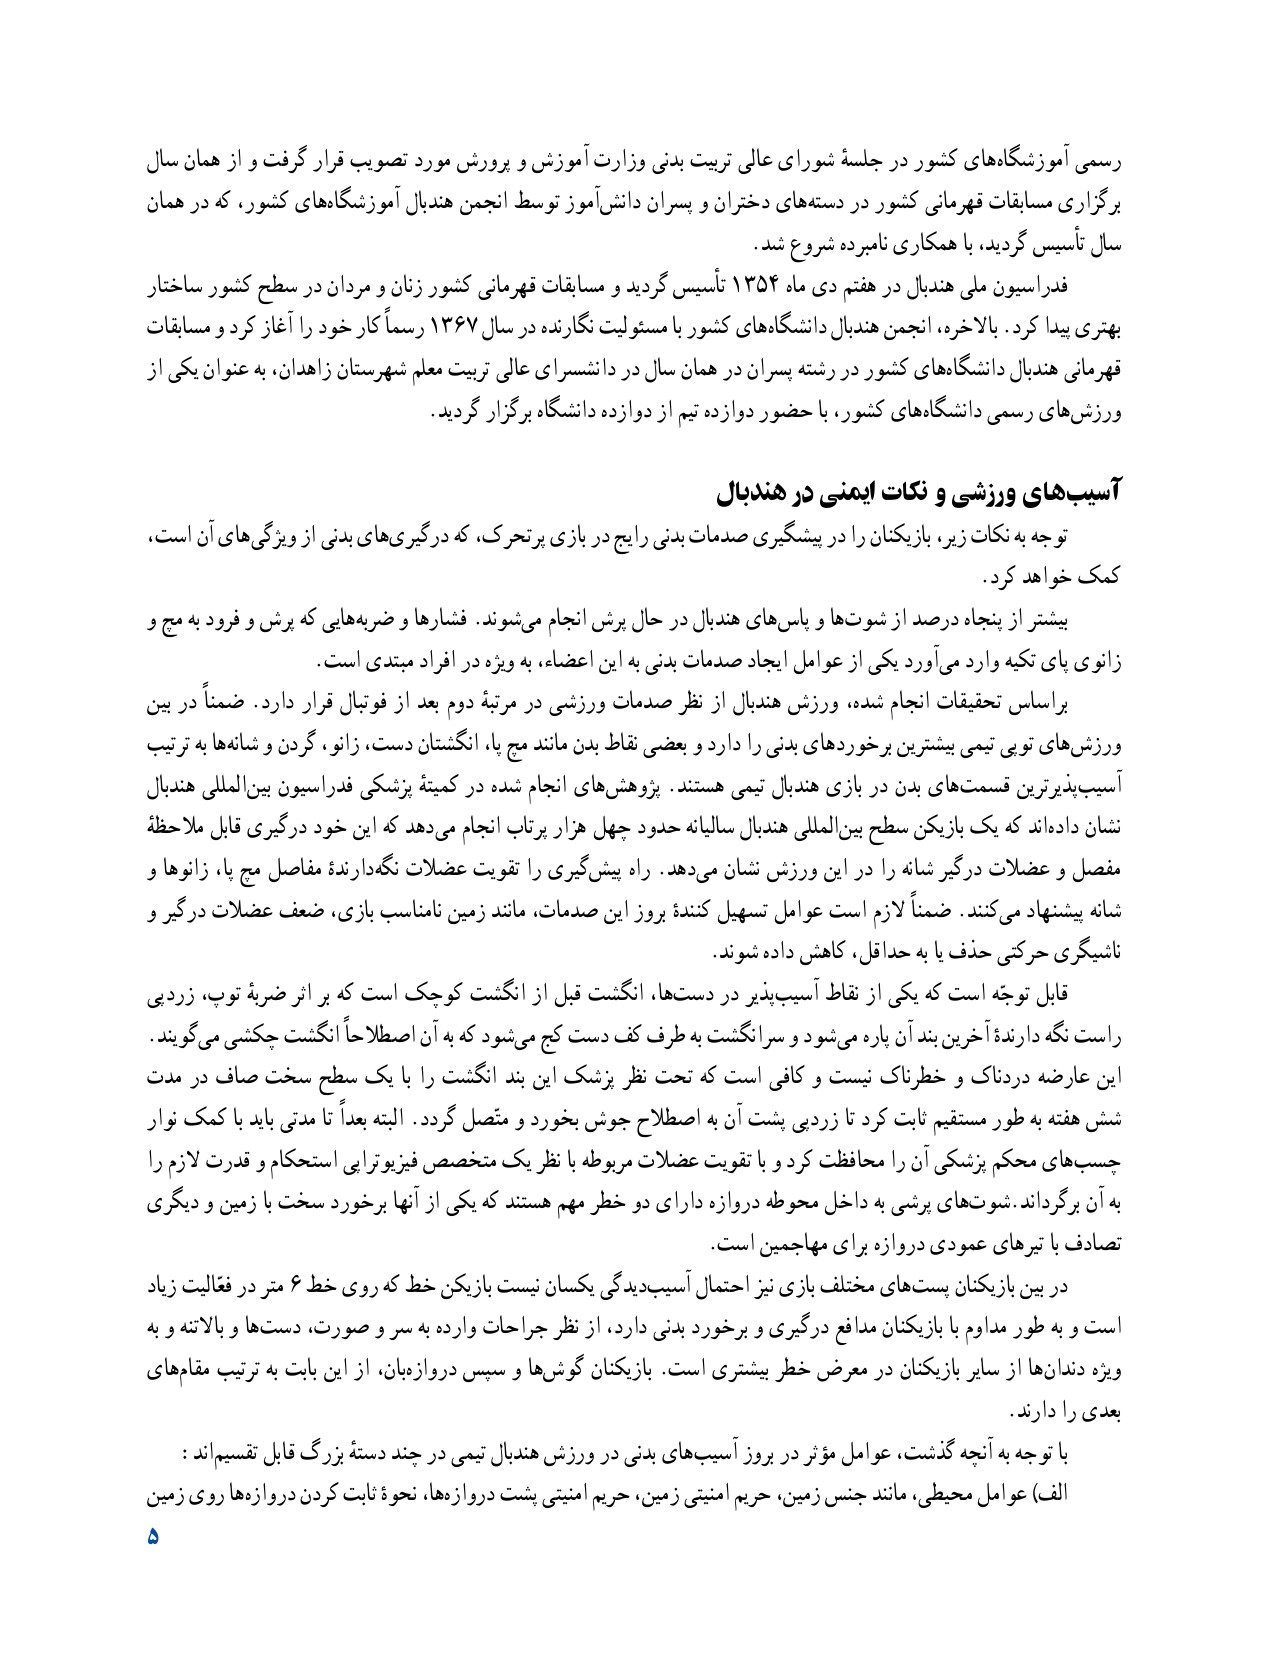 رسمی آموزشگاه‌های کشور در جلسهٔ شورای عالی تربیت بدنی وزارت آموزش و پرورش مورد تصویب قرار گرفت و از همان سال
برگزاری مسابقات قهرمانی کشور در دسته‌های دختران و پسران دانش‌آموز توسط انجمن هندبال آموزشگاه‌های کشور، که در همان
سال تأسیس گردید، با همکاری نامبرده شروع شد.
فدراسیون ملی هندبال در هفتم دی ماه ۱۳۵۴ تأسیس گردید و مسابقات قهرمانی کشور زنان و مردان در سطح کشور ساختار
بهتری پیدا کرد. بالاخره، انجمن هندبال دانشگاه‌های کشور با مسئولیت نگارنده در سال ۱۳۶۷ رسماً کار خود را آغاز کرد و مسابقات
قهرمانی هندبال دانشگاه‌های کشور در رشته پسران در همان سال در دانشسرای عالی تربیت معلم شهرستان زاهدان، به عنوان یکی از
ورزش‌های رسمی دانشگاه‌های کشور، با حضور دوازده تیم از دوازده دانشگاه برگزار گردید.
آسیب‌های ورزشی و نکات ایمنی در هندبال
توجه به نکات زیر، بازیکنان را در پیشگیری صدمات بدنی رایج در بازی پرتحرک، که درگیری‌های بدنی از ویژگی‌های آن است،
کمک خواهد کرد.
بیشتر از پنجاه درصد از شوت‌ها و پاس‌های هندبال در حال پرش انجام می‌شوند. فشارها و ضربه‌هایی که پرش و فرود به مچ و
زانوی پای تکیه وارد می‌آورد یکی از عوامل ایجاد صدمات بدنی به این اعضاء، به ویژه در افراد مبتدی است.
براساس تحقیقات انجام شده، ورزش هندبال از نظر صدمات ورزشی در مرتبهٔ دوم بعد از فوتبال قرار دارد. ضمناً در بین
ورزش‌های توپی تیمی بیشترین برخوردهای بدنی را دارد و بعضی نقاط بدن مانند مچ پا، انگشتان دست، زانو، گردن و شانه‌ها به ترتیب
آسیب‌پذیرترین قسمت‌های بدن در بازی هندبال تیمی هستند. پژوهش‌های انجام شده در کمیتهٔ پزشکی فدراسیون بین‌المللی هندبال
نشان داده‌اند که یک بازیکن سطح بین‌المللی هندبال سالیانه حدود چهل هزار پرتاب انجام می‌دهد که این خود درگیری قابل ملاحظهٔ
مفصل و عضلات درگیر شانه را در این ورزش نشان می‌دهد. راه پیش‌گیری را تقویت عضلات نگه‌دارندهٔ مفاصل مچ پا، زانوها و
شانه پیشنهاد می‌کنند. ضمناً لازم است عوامل تسهیل کنندهٔ بروز این صدمات، مانند زمین نامناسب بازی، ضعف عضلات درگیر و
ناشیگری حرکتی حذف یا به حداقل، کاهش داده شوند.
قابل توجّه است که یکی از نقاط آسیب‌پذیر در دست‌ها، انگشت قبل از انگشت کوچک است که بر اثر ضربهٔ توپ، زردپی
راست نگه دارندهٔ آخرین بند آن پاره می‌شود و سرانگشت به طرف کف دست کج می‌شود که به آن اصطلاحاً انگشت چکشی می‌گویند.
این عارضه دردناک و خطرناک نیست و کافی است که تحت نظر پزشک این بند انگشت را با یک سطح سخت صاف در مدت
شش هفته به طور مستقیم ثابت کرد تا زردپی پشت آن به اصطلاح جوش بخورد و متّصل گردد. البته بعداً تا مدتی باید با کمک نوار
چسب‌های محکم پزشکی آن را محافظت کرد و با تقویت عضلات مربوطه با نظر یک متخصص فیزیوتراپی استحکام و قدرت لازم را
به آن برگرداند.شوت‌های پرشی به داخل محوطه دروازه دارای دو خطر مهم هستند که یکی از آنها برخورد سخت با زمین و دیگری
تصادف با تیرهای عمودی دروازه برای مهاجمین است.
در بین بازیکنان پست‌های مختلف بازی نیز احتمال آسیب‌دیدگی یکسان نیست بازیکن خط که روی خط ۶ متر در فعّالیت زیاد
است و به طور مداوم با بازیکنان مدافع درگیری و برخورد بدنی دارد، از نظر جراحات وارده به سر و صورت، دست‌ها و بالاتنه و به
ویژه دندان‌ها از سایر بازیکنان در معرض خطر بیشتری است. بازیکنان گوش‌ها و سپس دروازه‌بان، از این بابت به ترتیب مقام‌های
بعدی را دارند.
با توجه به آنچه گذشت، عوامل مؤثر در بروز آسیب‌های بدنی در ورزش هندبال تیمی در چند دستهٔ بزرگ قابل تقسیم‌اند :
الف) عوامل محیطی، مانند جنس زمین، حریم امنیتی زمین، حریم امنیتی پشت دروازه‌ها، نحوهٔ ثابت کردن دروازه‌ها روی زمین
۵